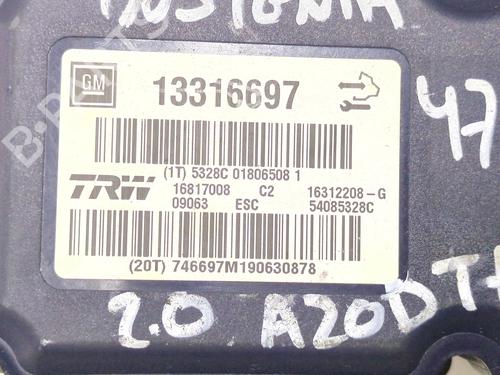 INSIGNIA
GM 13316697
47
(1T) 5328C 01806508 1
TRW 16817008 C2 16312208-G
09063 ESC 54085328C
(20T) 746697M190630878
2.0 A20DT